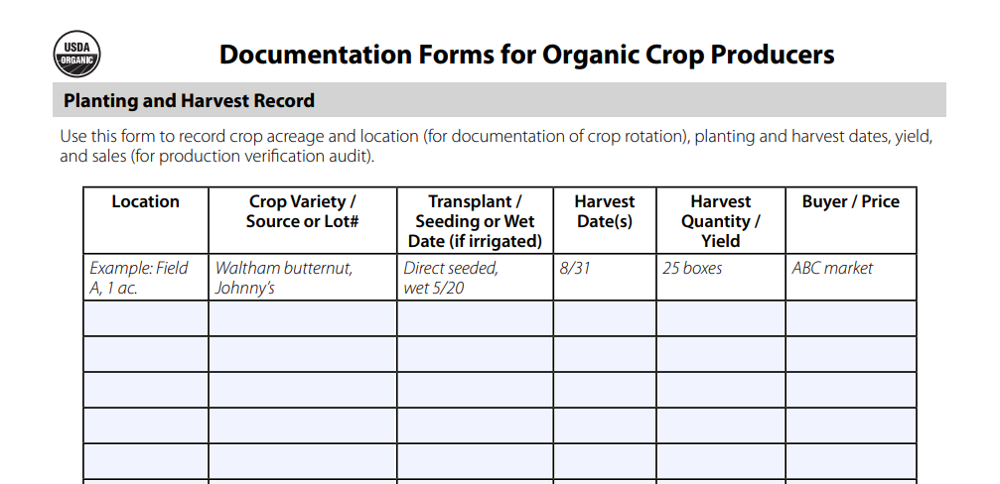 USDA
ORGANIC
Documentation Forms for Organic Crop Producers
Planting and Harvest Record
Use this form to record crop acreage and location (for documentation of crop rotation), planting and harvest dates, yield,
and sales (for production verification audit).
Location
Crop Variety /
Source or Lot#
Transplant /
Seeding or Wet
Date (if irrigated)
Harvest
Date(s)
Harvest
Quantity /
Yield
Buyer / Price
Example: Field
A, 1 ac.
Waltham butternut,
Johnny’s
Direct seeded,
wet 5/20
8/31
25 boxes
ABC market